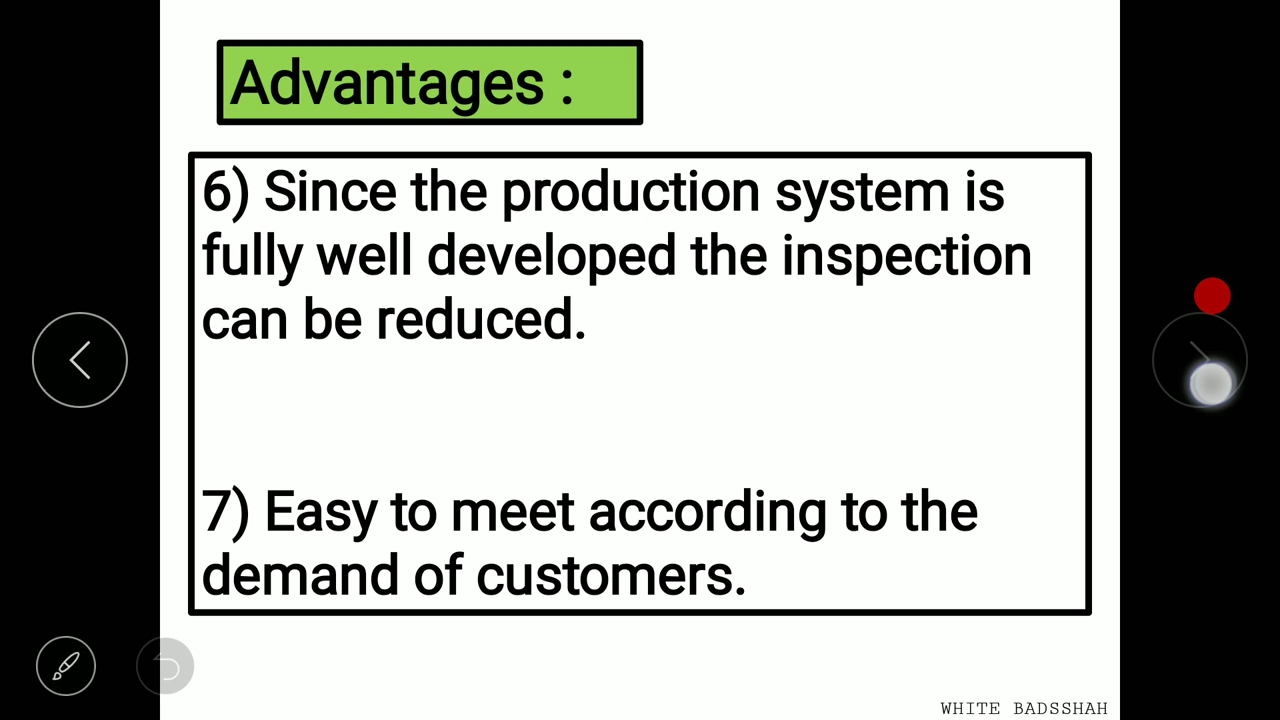 Advantages :
6) Since the production system is
fully well developed the inspection
can be reduced.
7) Easy to meet according to the
demand of customers.
WHITE BADSSHAH